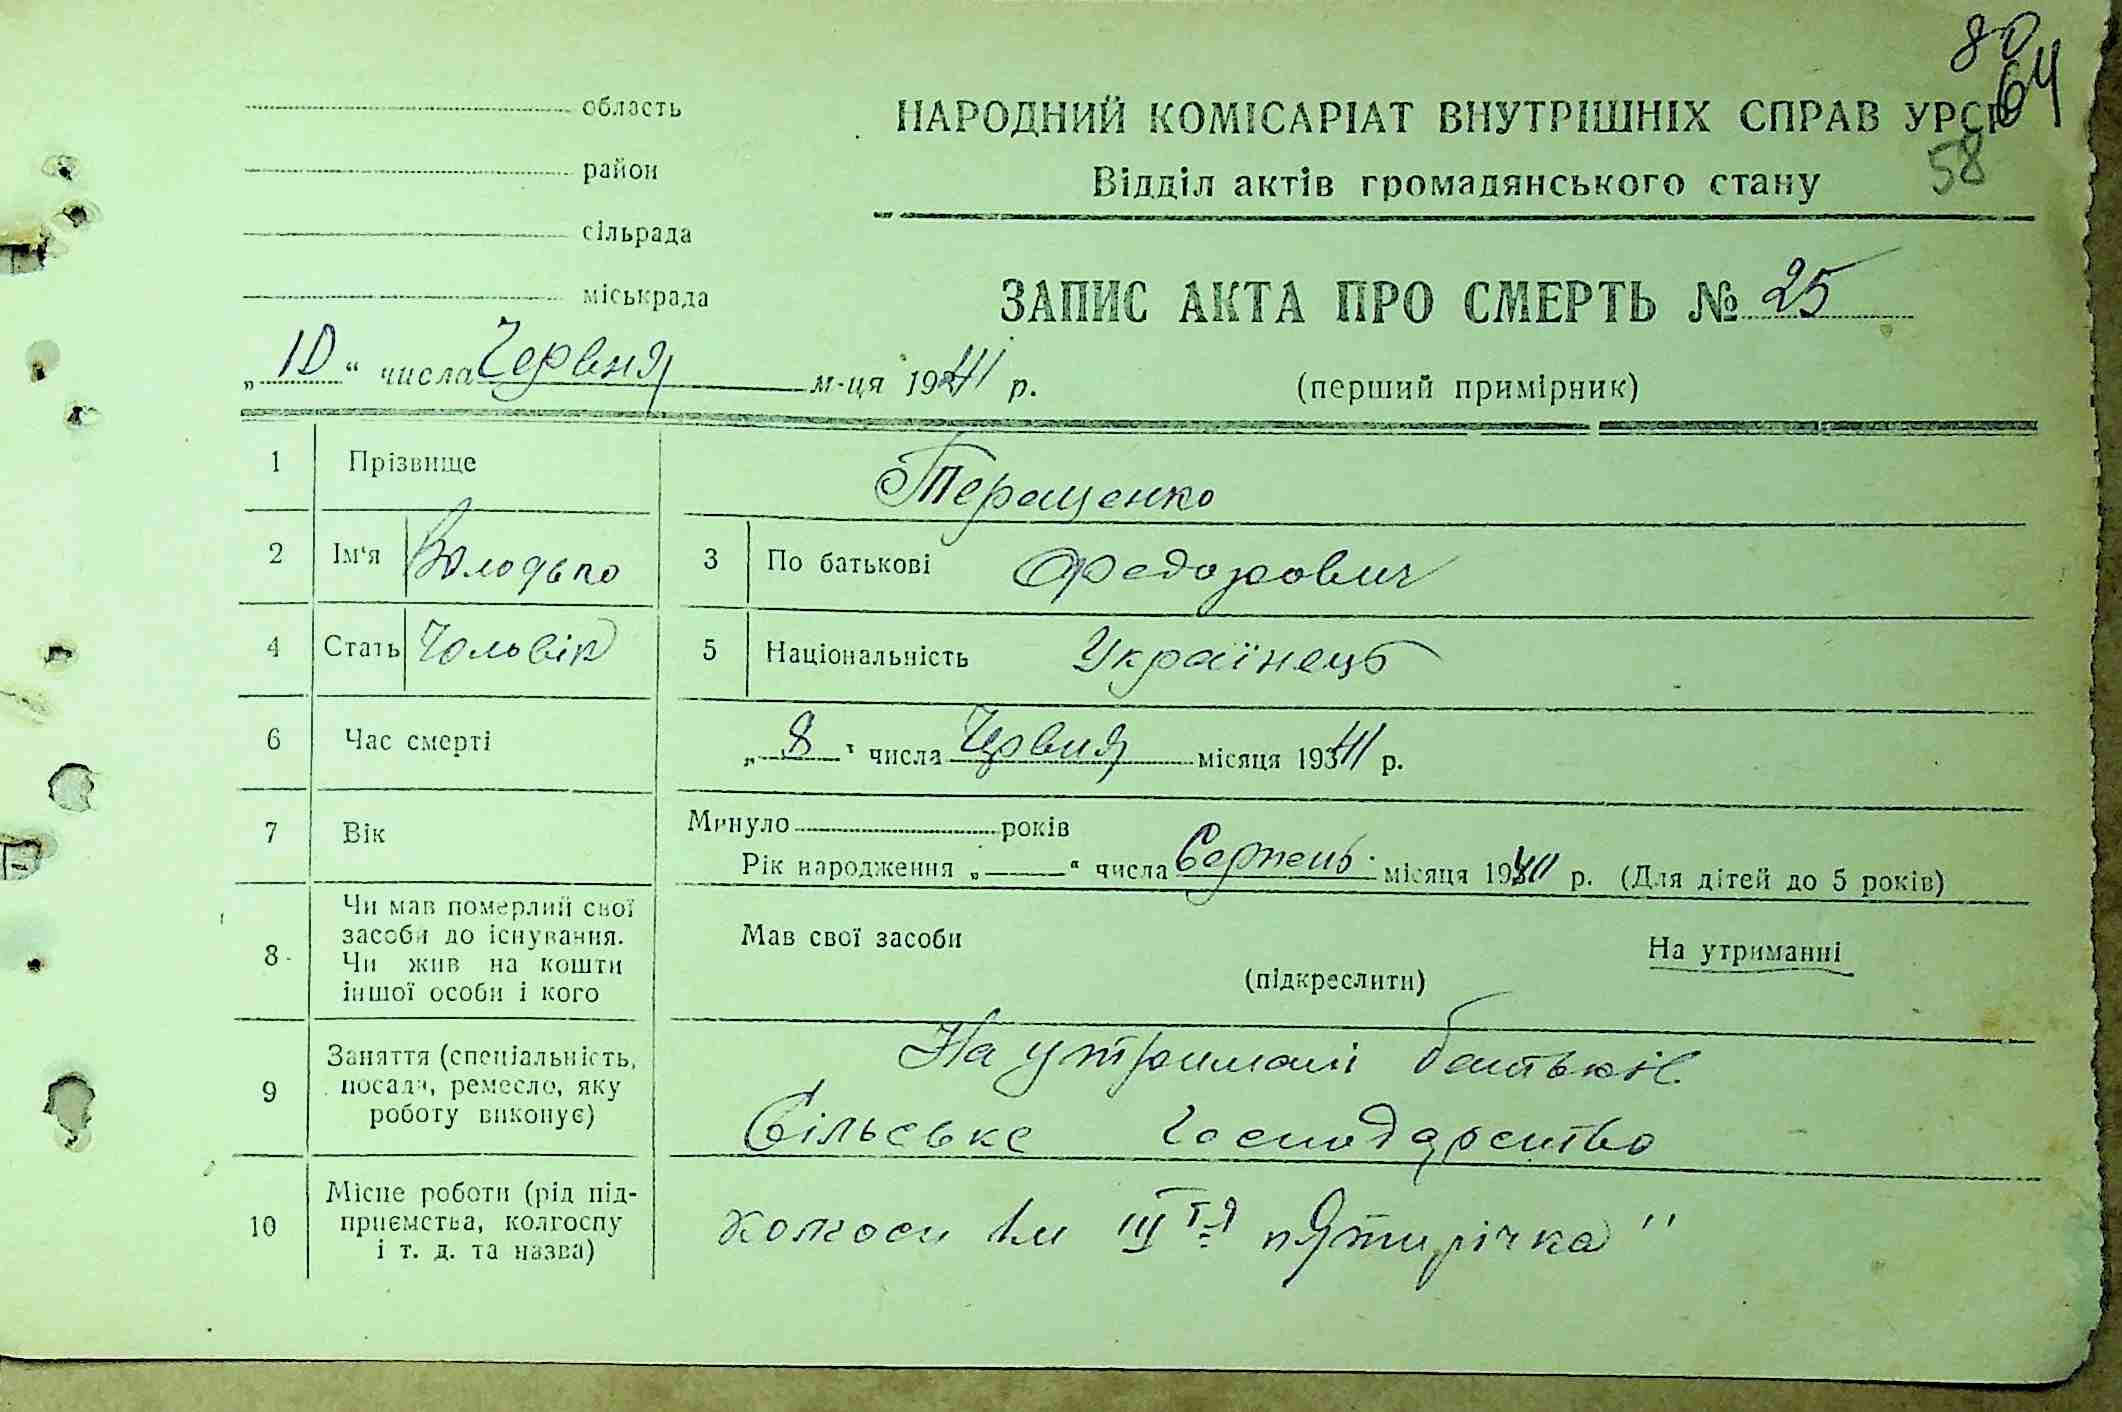 80
64
58
область
район
сільрада
міськрада
НАРОДНИЙ КОМІСАРІАТ ВНУТРІШНІХ СПРАВ УРСР
Відділ актів громадянського стану
ЗАПИС АКТА ПРО СМЕРТЬ № 25
„10“ числа Червня м-ця 1941 р.
(перший примірник)
1 Прізвище Терещенко
2 Ім'я Володько 3 По батькові Федорович
4 Стать Чоловік 5 Національність Українець
6 Час смерті „8“ числа Червня місяця 1941 р.
7 Вік Минуло років
Рік народження „—“ числа Серпень місяця 1940 р. (Для дітей до 5 років)
8 Чи мав померлий свої засоби до існування. Чи жив на кошти іншої особи і кого
Мав свої засоби На утриманні
(підкреслити)
9 Заняття (спеціальність, посада, ремесло, яку роботу виконує)
На утримані батьків.
Сільське господарство
10 Місце роботи (рід підприємства, колгоспу і т. д. та назва)
колхосп ім III т-я пятирічка"